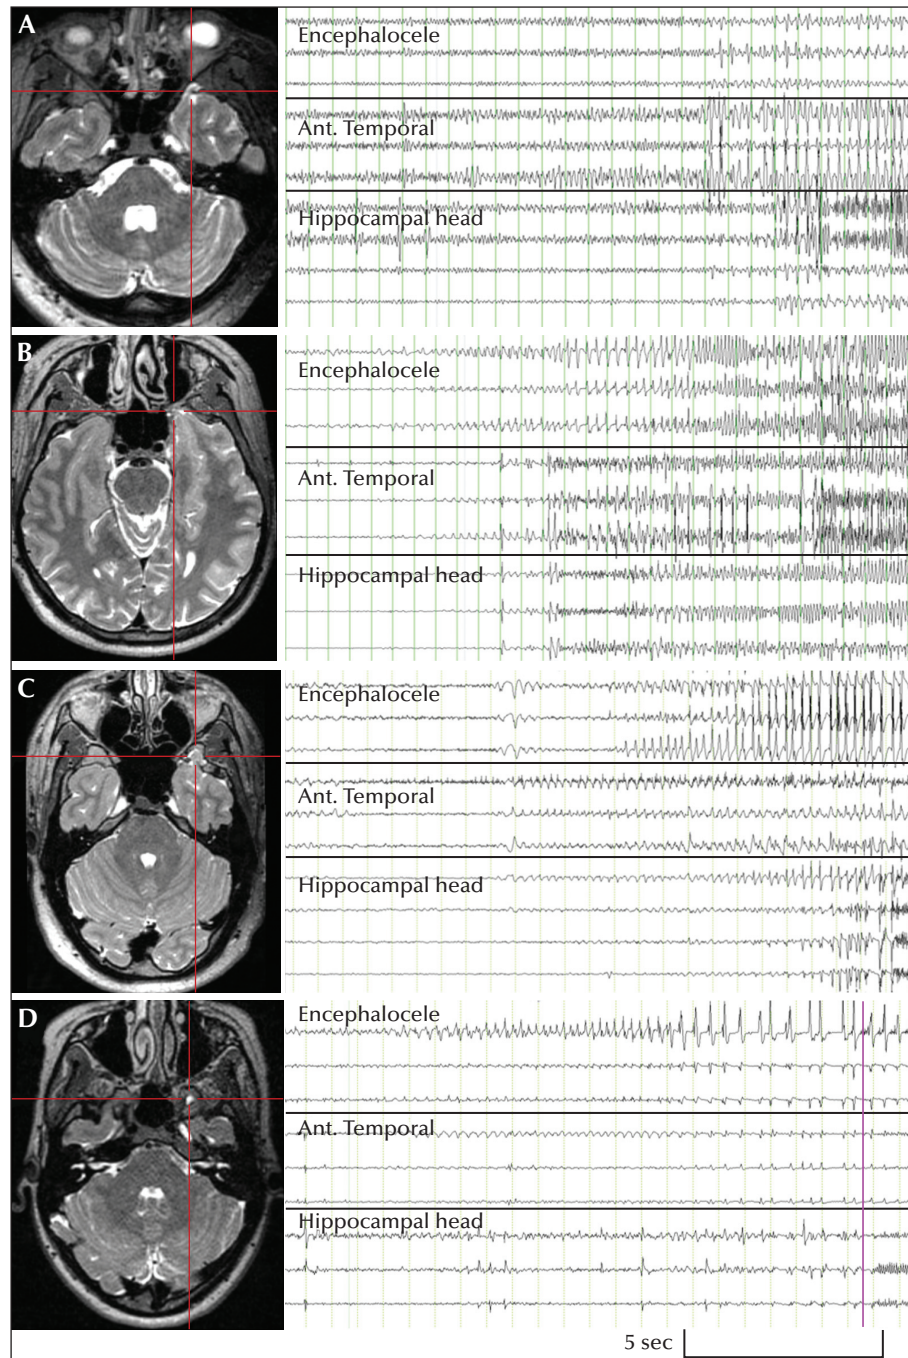 A
Encephalocele
Ant. Temporal
Hippocampal head
B
Encephalocele
Ant. Temporal
Hippocampal head
C
Encephalocele
Ant. Temporal
Hippocampal head
D
Encephalocele
Ant. Temporal
Hippocampal head
5 sec